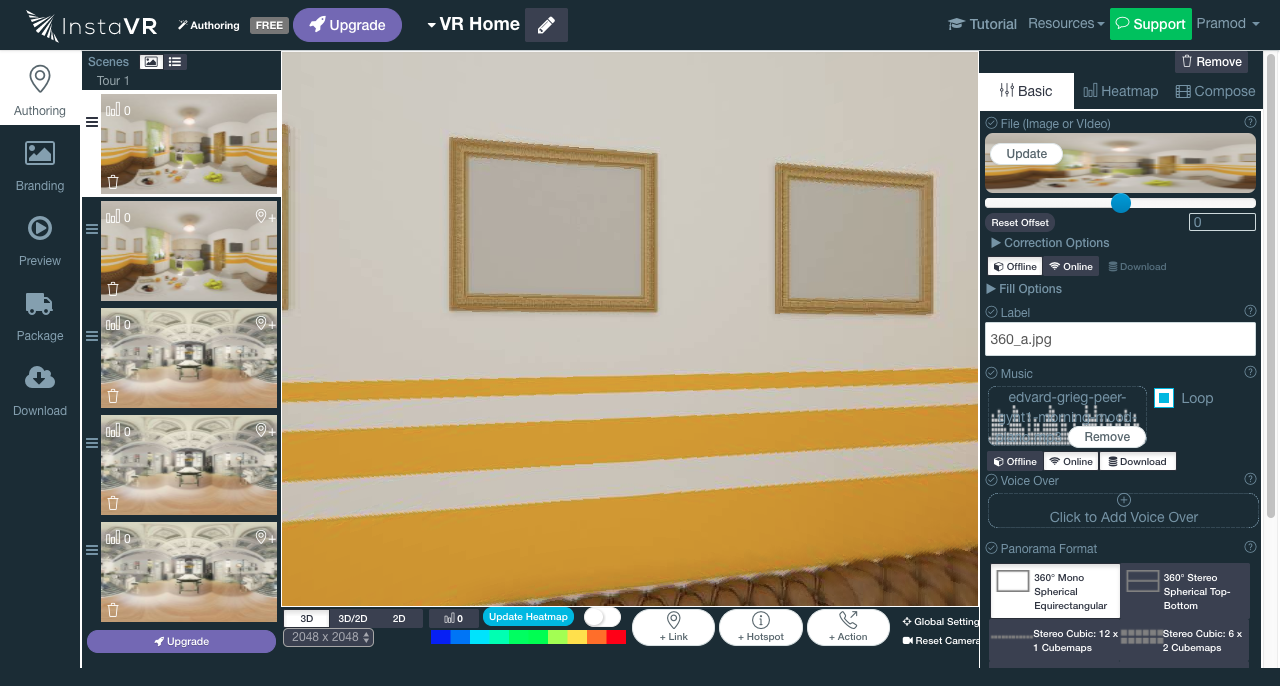 InstaVR
Authoring
FREE
Upgrade
VR Home
Tutorial
Resources
Support
Pramod
Authoring
Branding
Preview
Package
Download
Scenes
Tour 1
0
0
0
0
0
Upgrade
3D
3D/2D
2D
2048 x 2048
0
Update Heatmap
+ Link
+ Hotspot
+ Action
Global Setting
Reset Camera
Remove
Basic
Heatmap
Compose
File (Image or VIdeo)
Update
Reset Offset
0
Correction Options
Offline
Online
Download
Fill Options
Label
360_a.jpg
Music
edvard-grieg-peer-
Loop
Remove
Offline
Online
Download
Voice Over
Click to Add Voice Over
Panorama Format
360° Mono
Spherical
Equirectangular
360° Stereo
Spherical Top-
Bottom
Stereo Cubic: 12 x
1 Cubemaps
Stereo Cubic: 6 x
2 Cubemaps